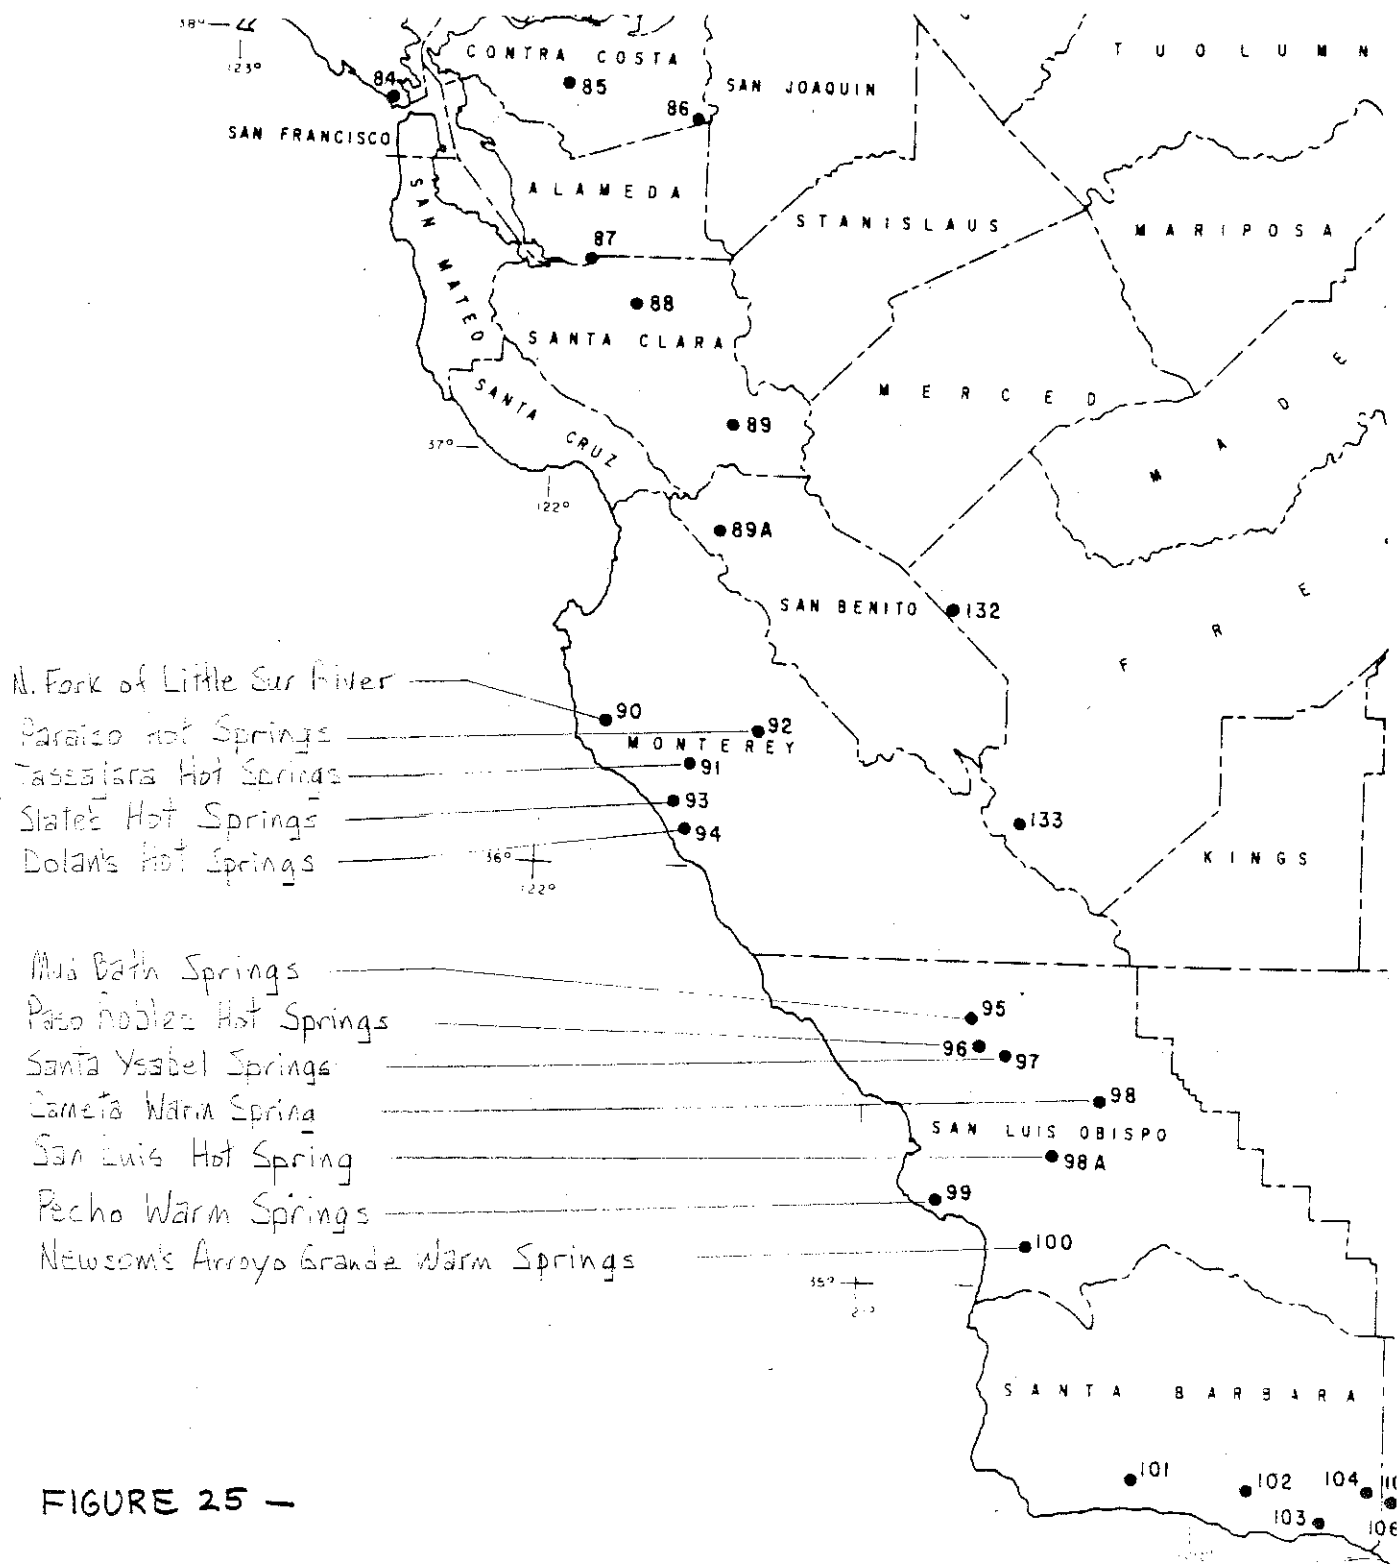 38°
123°
CONTRA COSTA
TUOLUMN
84
85
SAN JOAQUIN
86
SAN FRANCISCO
ALAMEDA
SAN MATEO
STANISLAUS
MARIPOSA
87
88
SANTA CLARA
MERCED
MADE
SANTA CRUZ
89
37°
122°
89A
SAN BENITO
132
FRE
N. Fork of Little Sur River
90
Paraiso Hot Springs
92
MONTEREY
Tassajara Hot Springs
91
Slates Hot Springs
93
Dolan's Hot Springs
94
133
36°
122°
KINGS
Mud Bath Springs
95
Paso Robles Hot Springs
96
97
Santa Ysabel Springs
Cameta Warm Spring
98
SAN LUIS OBISPO
San Luis Hot Spring
98A
Pecho Warm Springs
99
Newsom's Arroyo Grande Warm Springs
100
35°
SANTA BARBARA
101
102
104
103
106
FIGURE 25 —